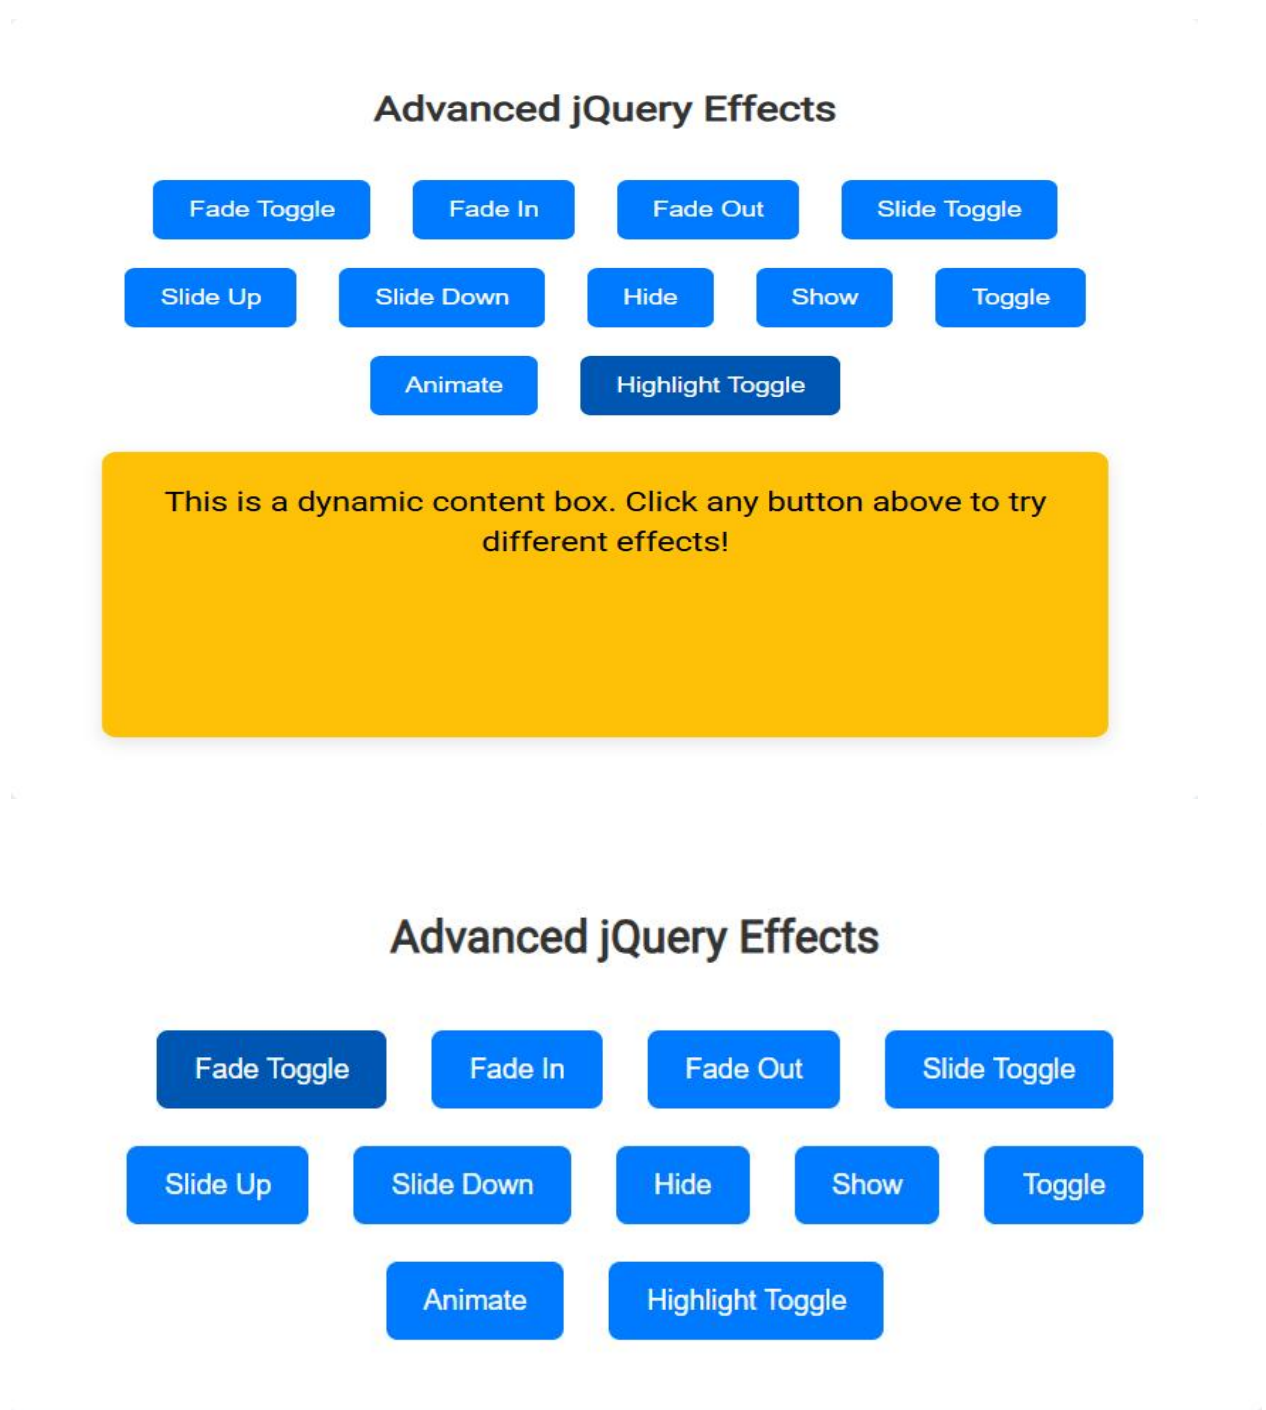 Advanced jQuery Effects
Fade Toggle Fade In Fade Out Slide Toggle
Slide Up Slide Down Hide Show Toggle
Animate Highlight Toggle
This is a dynamic content box. Click any button above to try
different effects!
Advanced jQuery Effects
Fade Toggle Fade In Fade Out Slide Toggle
Slide Up Slide Down Hide Show Toggle
Animate Highlight Toggle